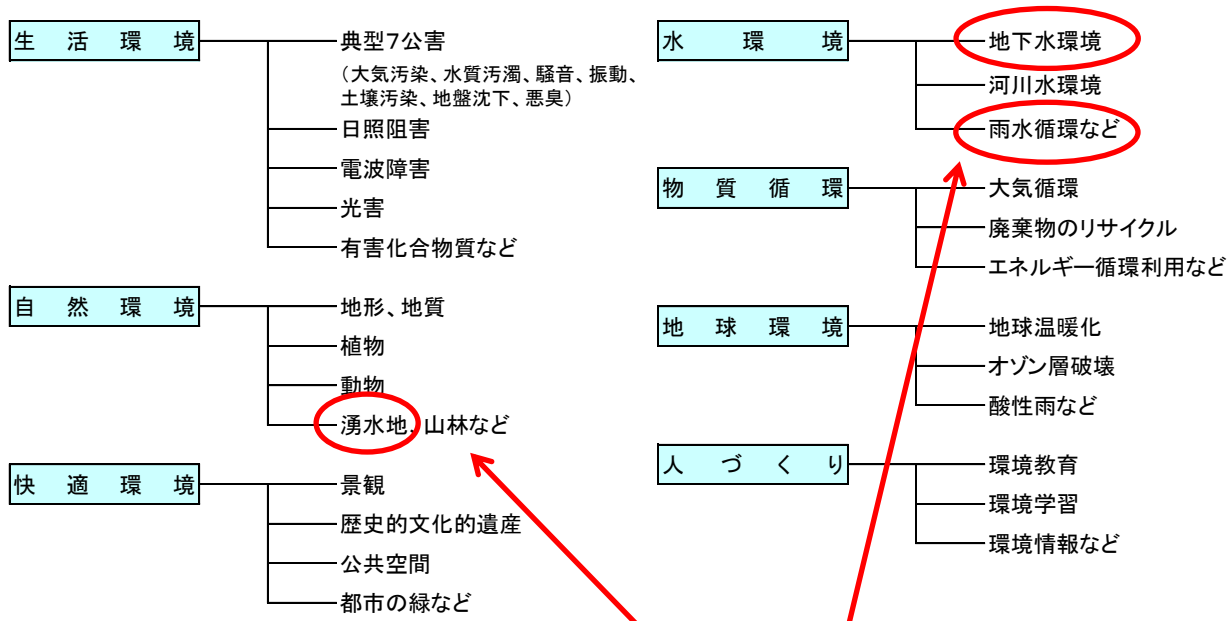 生活環境
典型7公害
（大気汚染、水質汚濁、騒音、振動、
土壌汚染、地盤沈下、悪臭）
日照阻害
電波障害
光害
有害化合物質など
自然環境
地形、地質
植物
動物
湧水地、山林など
快適環境
景観
歴史的文化的遺産
公共空間
都市の緑など
水環境
地下水環境
河川水環境
雨水循環など
物質循環
大気循環
廃棄物のリサイクル
エネルギー循環利用など
地球環境
地球温暖化
オゾン層破壊
酸性雨など
人づくり
環境教育
環境学習
環境情報など